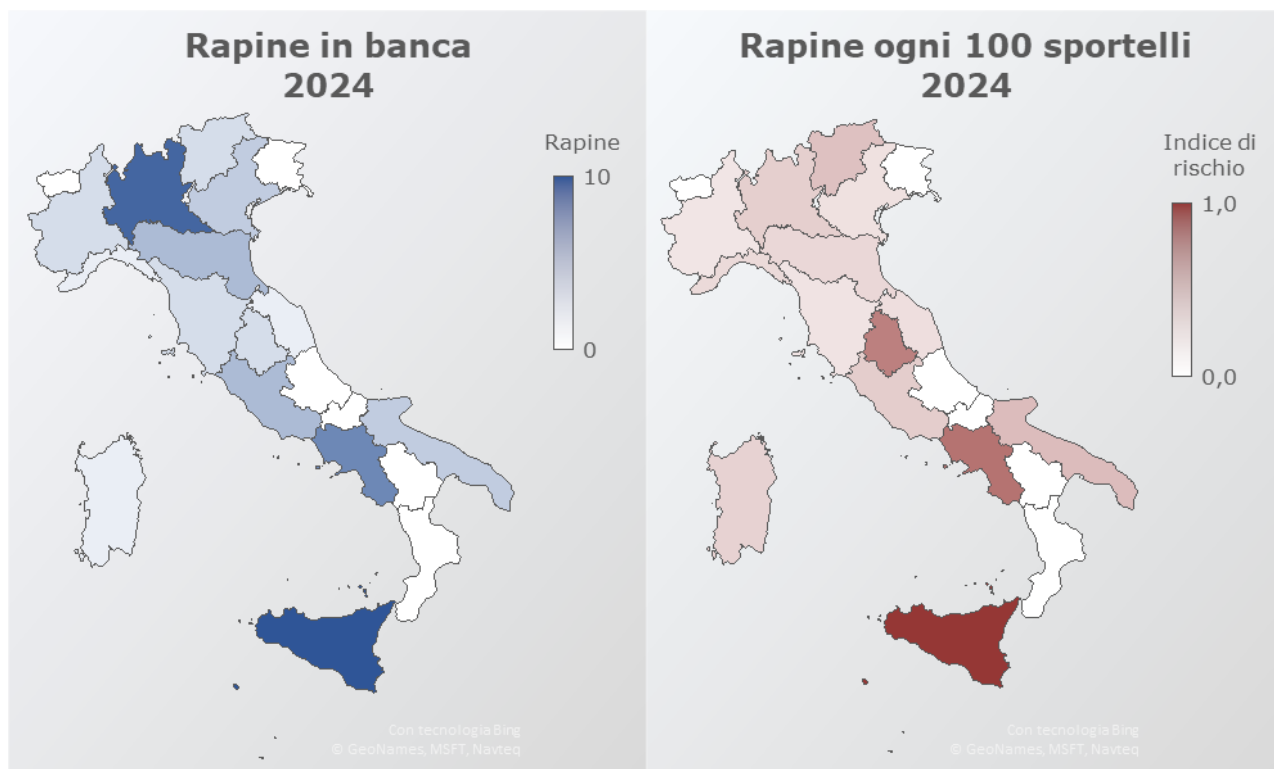 Rapine in banca
2024
Rapine
10
0
Con tecnologia Bing
© GeoNames, MSFT, Navteq
Rapine ogni 100 sportelli
2024
Indice di
rischio
1,0
0,0
Con tecnologia Bing
© GeoNames, MSFT, Navteq